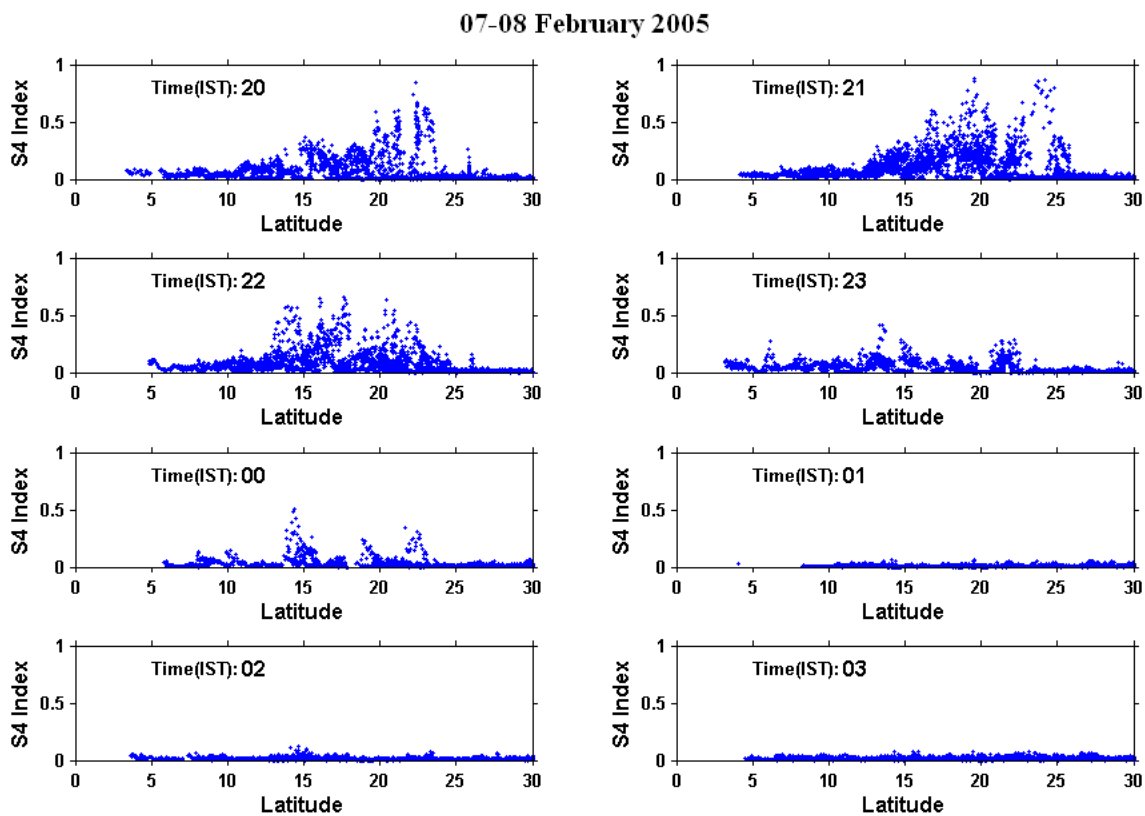 07-08 February 2005
1
0.5
0
S4 Index
Time(IST): 20
0 5 10 15 20 25 30
Latitude
1
0.5
0
S4 Index
Time(IST): 21
0 5 10 15 20 25 30
Latitude
1
0.5
0
S4 Index
Time(IST): 22
0 5 10 15 20 25 30
Latitude
1
0.5
0
S4 Index
Time(IST): 23
0 5 10 15 20 25 30
Latitude
1
0.5
0
S4 Index
Time(IST): 00
0 5 10 15 20 25 30
Latitude
1
0.5
0
S4 Index
Time(IST): 01
0 5 10 15 20 25 30
Latitude
1
0.5
0
S4 Index
Time(IST): 02
0 5 10 15 20 25 30
Latitude
1
0.5
0
S4 Index
Time(IST): 03
0 5 10 15 20 25 30
Latitude